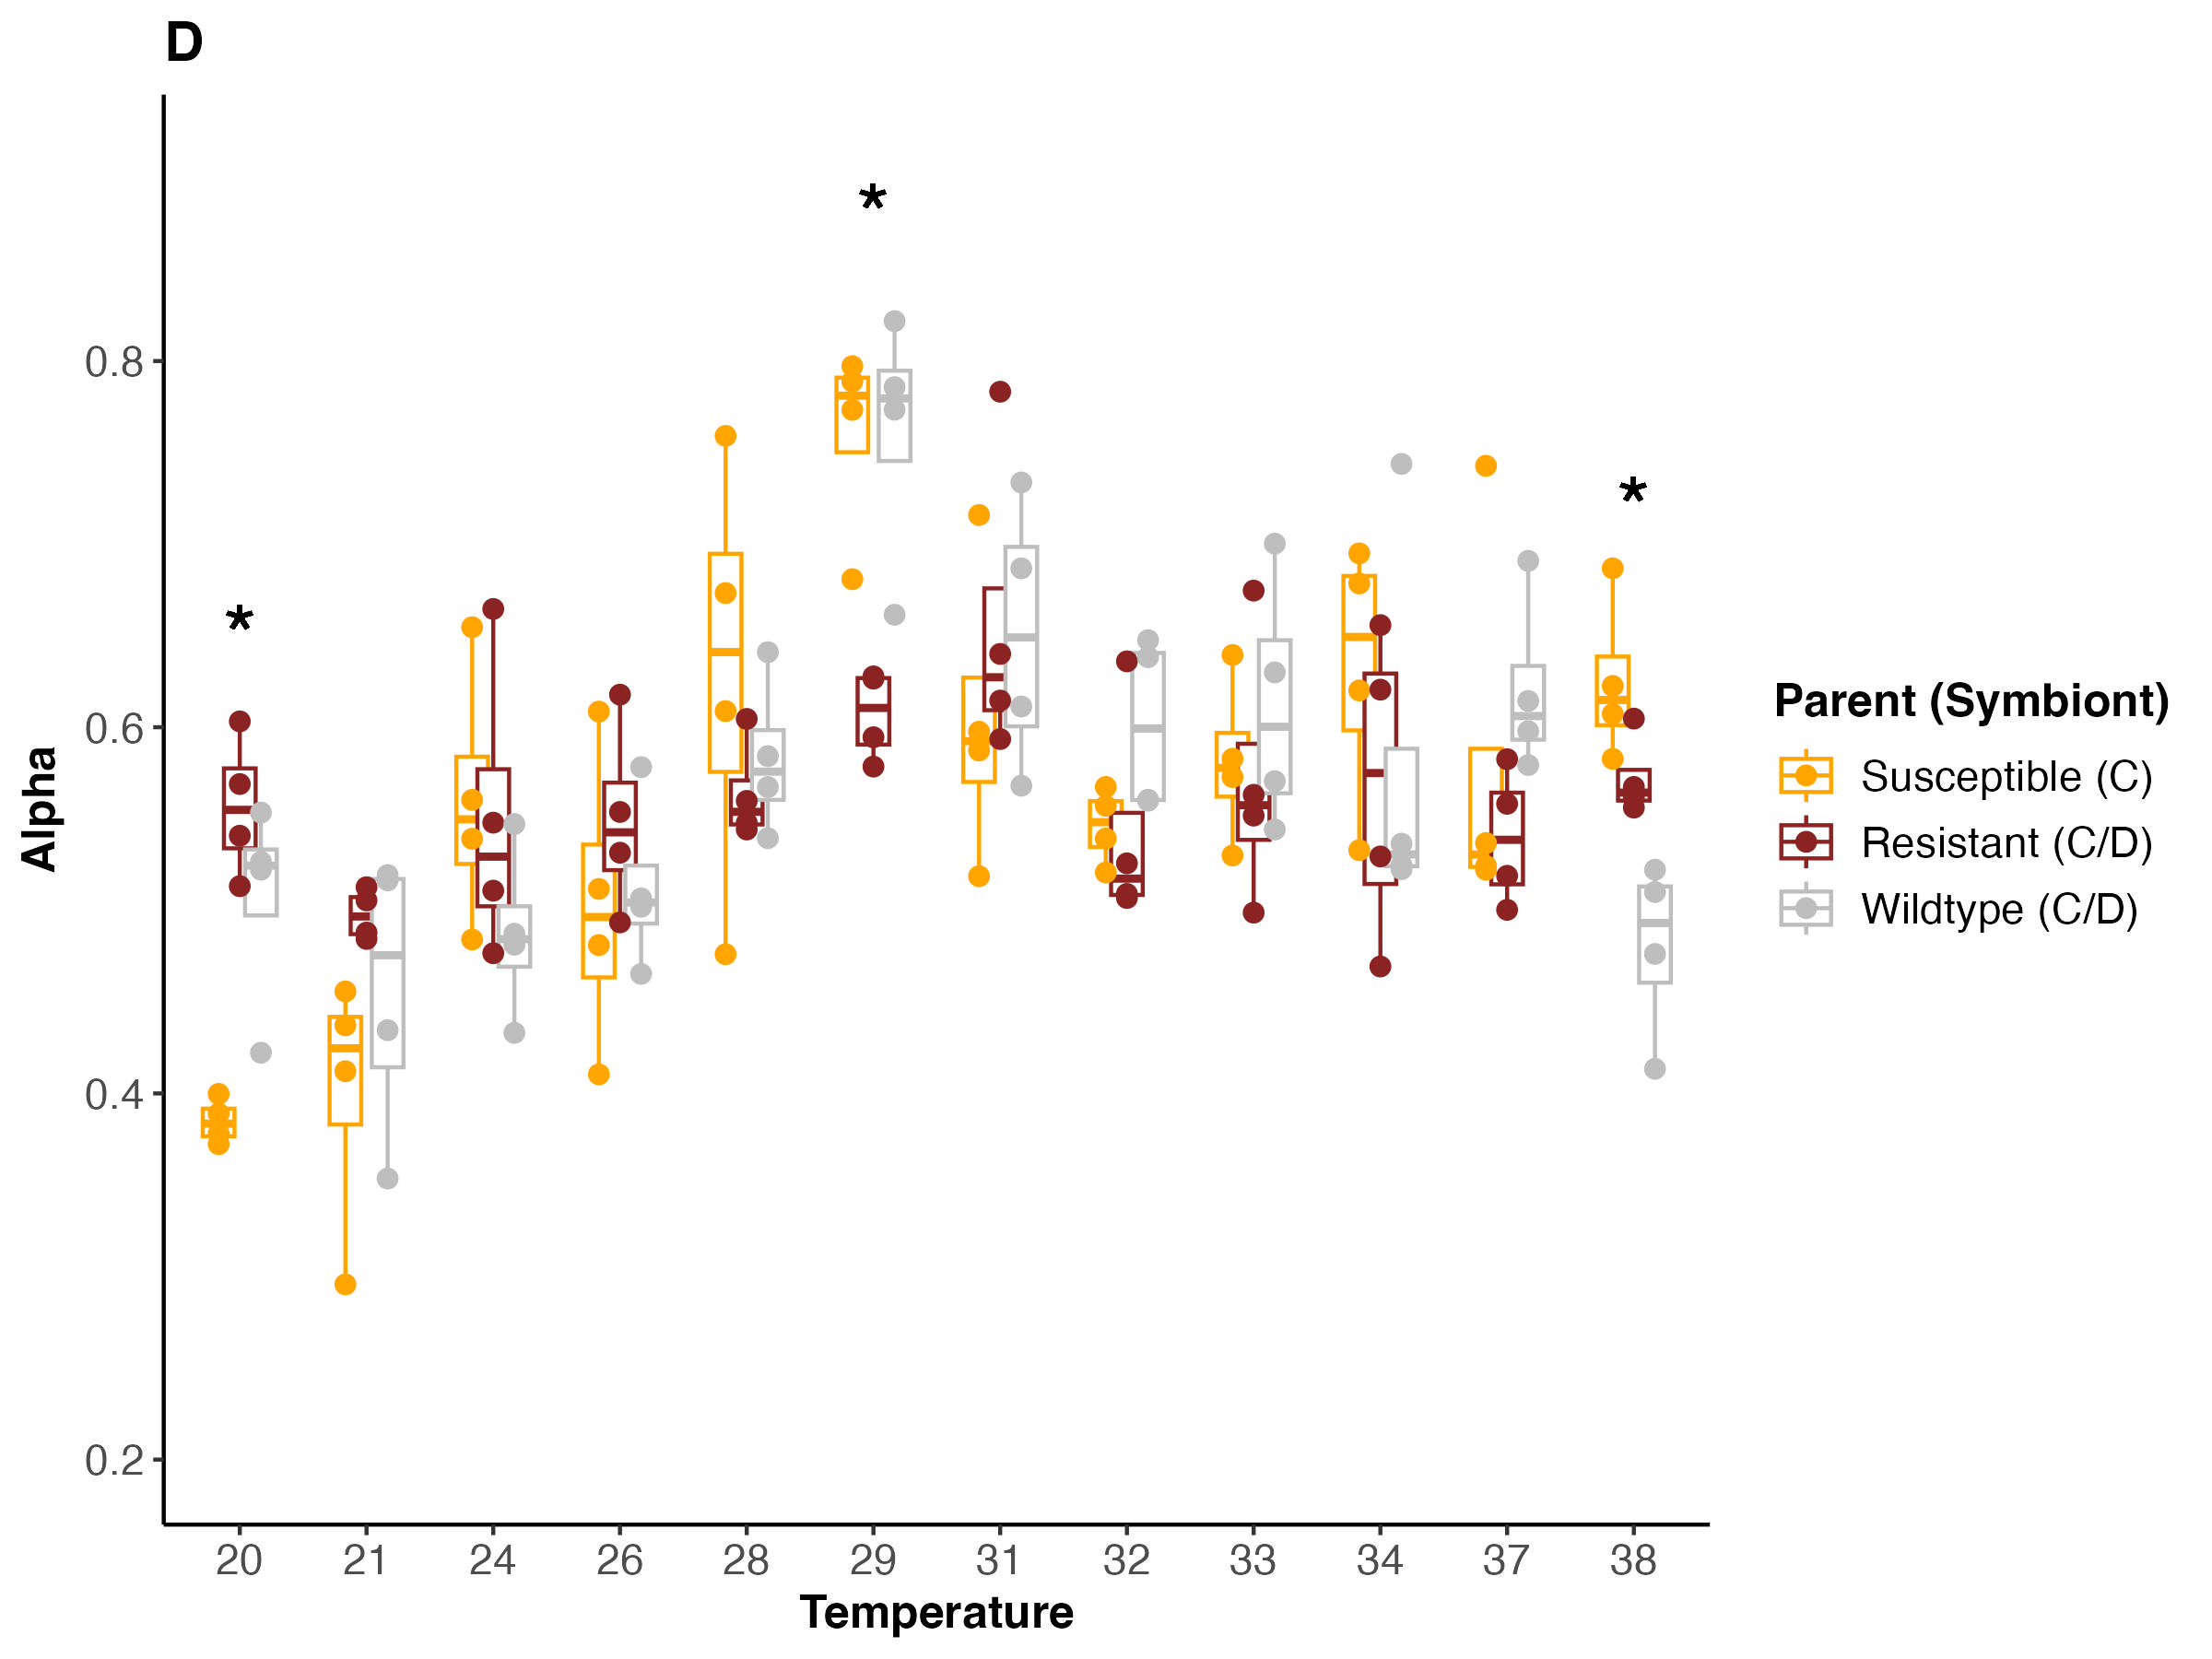 D
*
*
*
0.8
0.6
0.4
0.2
Alpha
20 21 24 26 28 29 31 32 33 34 37 38
Temperature
Parent (Symbiont)
Susceptible (C)
Resistant (C/D)
Wildtype (C/D)